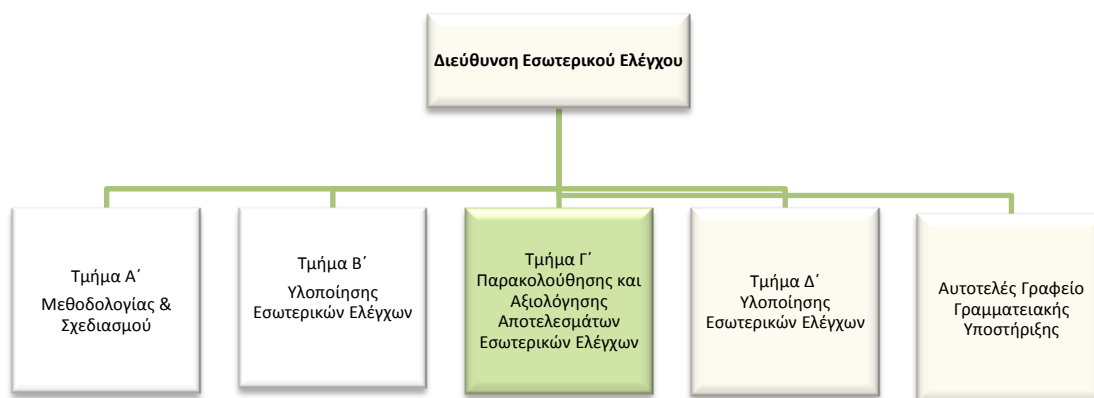 Διεύθυνση Εσωτερικού Ελέγχου
Τμήμα Α΄
Μεθοδολογίας &
Σχεδιασμού
Τμήμα Β΄
Υλοποίησης
Εσωτερικών Ελέγχων
Τμήμα Γ΄
Παρακολούθησης και
Αξιολόγησης
Αποτελεσμάτων
Εσωτερικών Ελέγχων
Τμήμα Δ΄
Υλοποίησης
Εσωτερικών Ελέγχων
Αυτοτελές Γραφείο
Γραμματειακής
Υποστήριξης